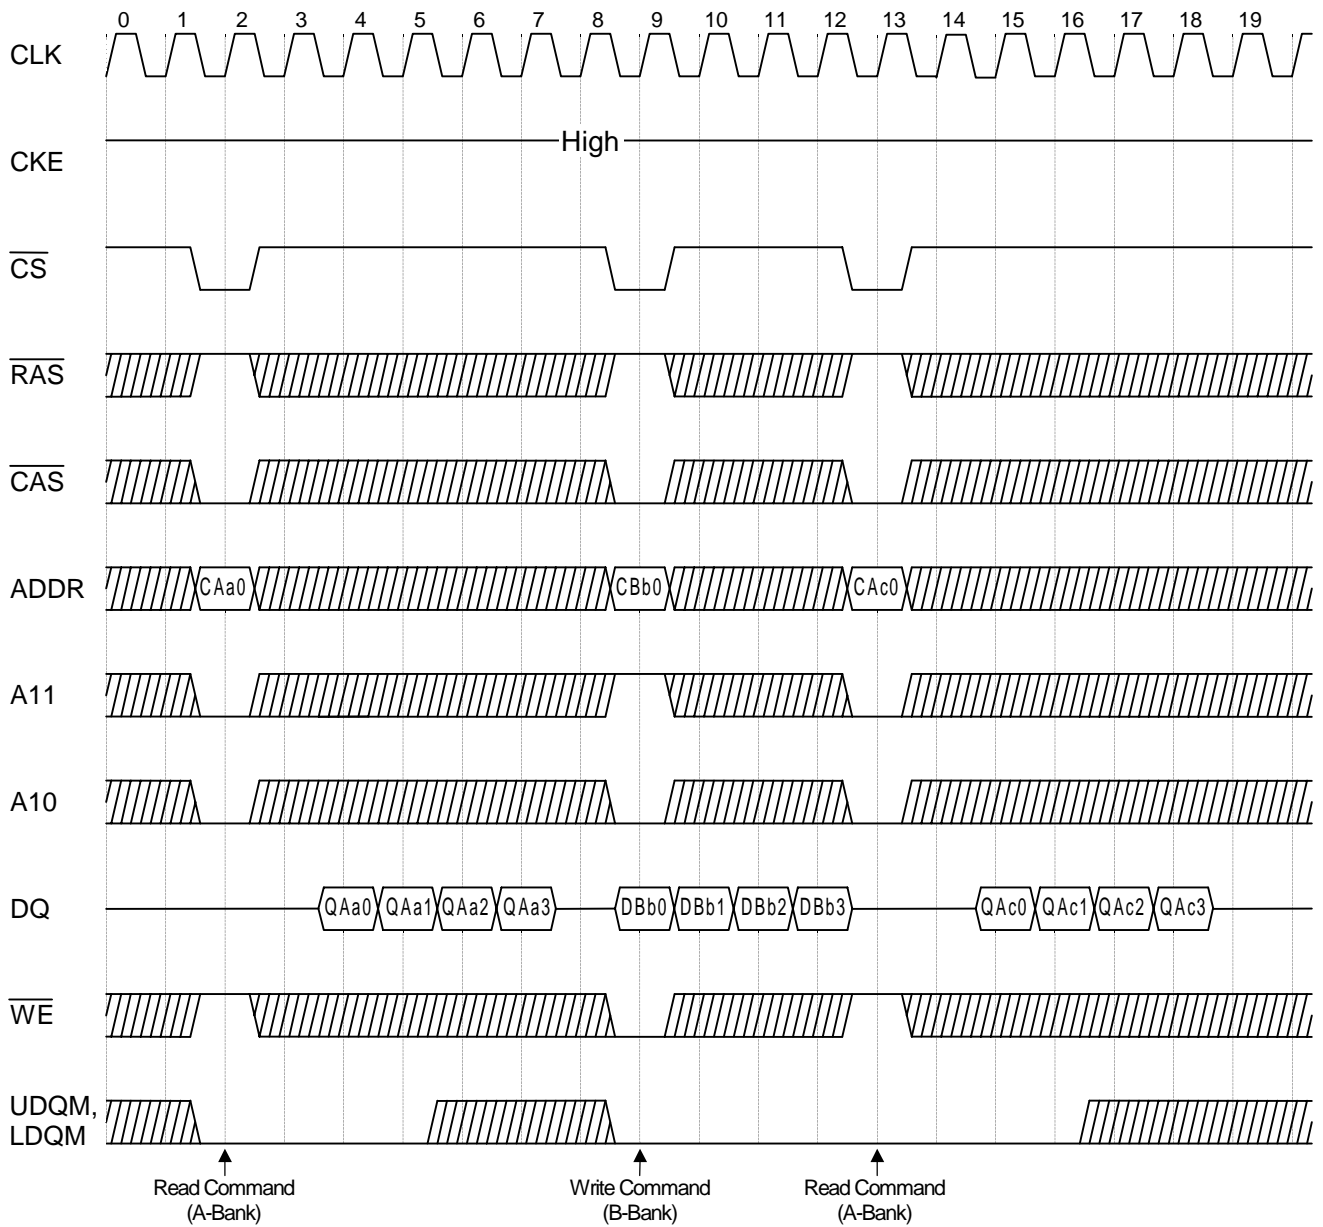 0 1 2 3 4 5 6 7 8 9 10 11 12 13 14 15 16 17 18 19
CLK
CKE
High
CS
RAS
CAS
ADDR
CAa0 CBb0 CAc0
A11
A10
DQ
QAa0 QAa1 QAa2 QAa3 DBb0 DBb1 DBb2 DBb3 QAc0 QAc1 QAc2 QAc3
WE
UDQM,
LDQM
Read Command
(A-Bank)
Write Command
(B-Bank)
Read Command
(A-Bank)